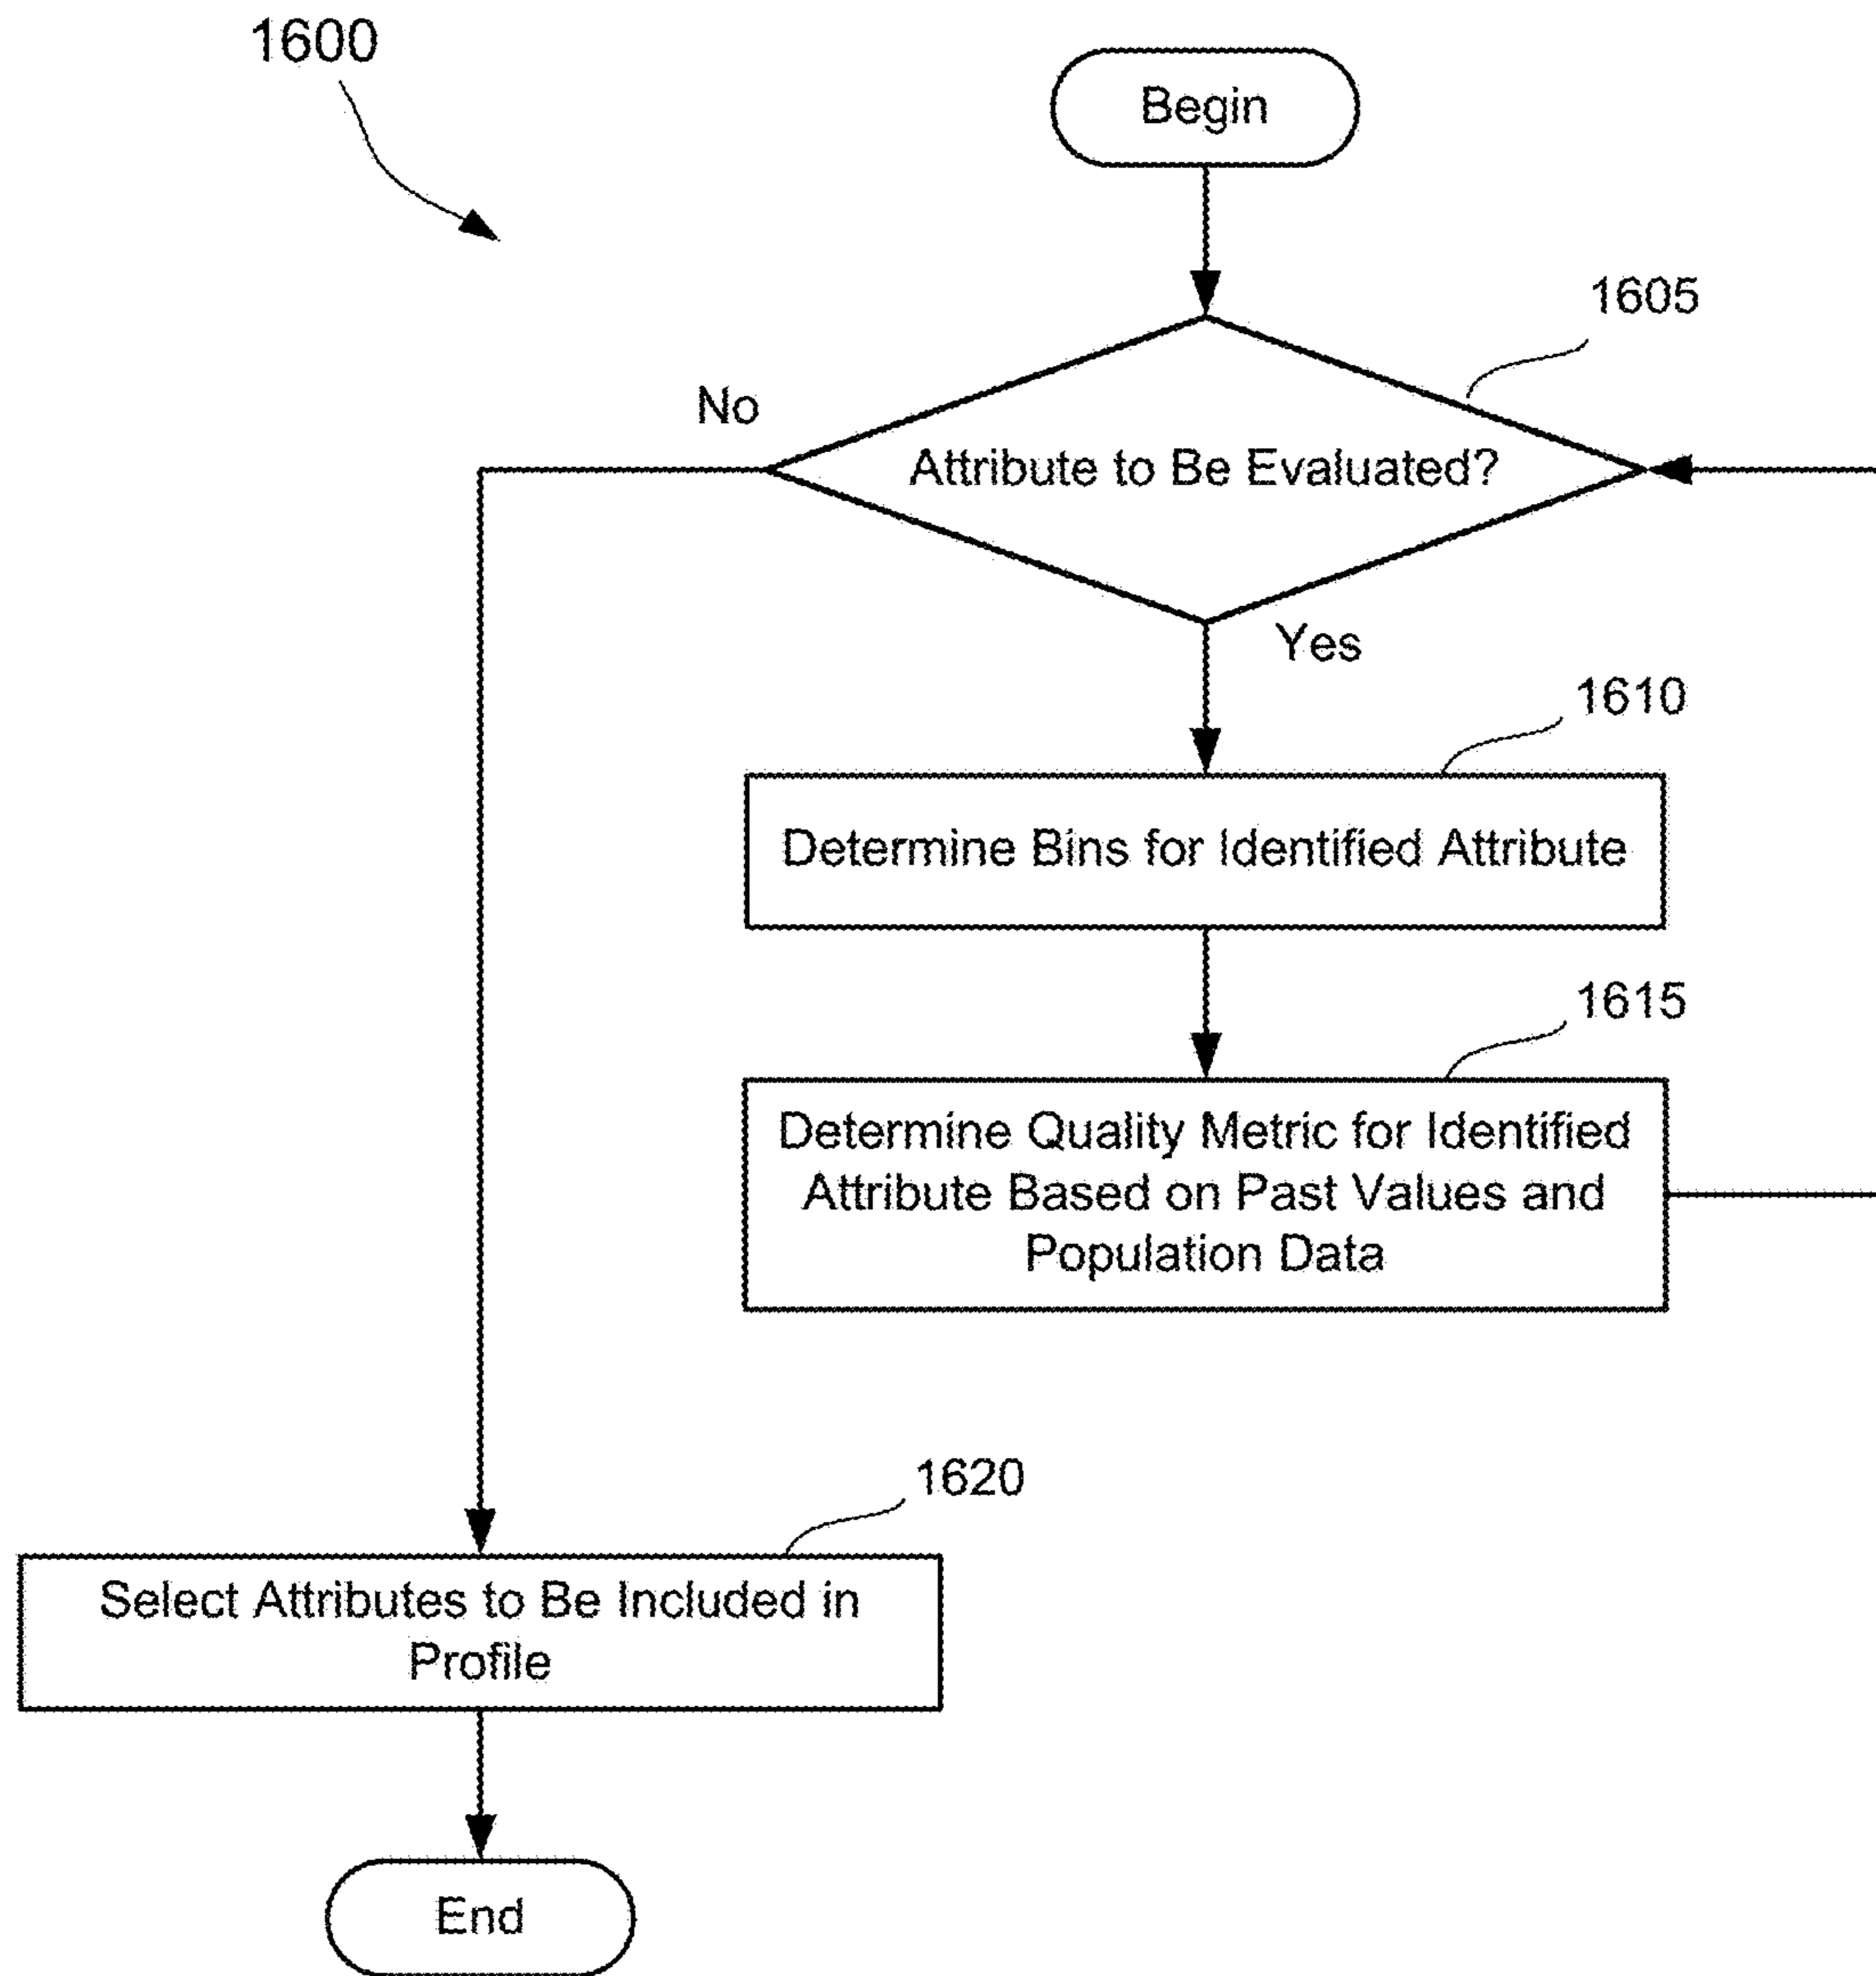 1600
Begin
1605
No
Attribute to Be Evaluated?
Yes
1610
Determine Bins for Identified Attribute
1615
Determine Quality Metric for Identified
Attribute Based on Past Values and
Population Data
1620
Select Attributes to Be Included in
Profile
End